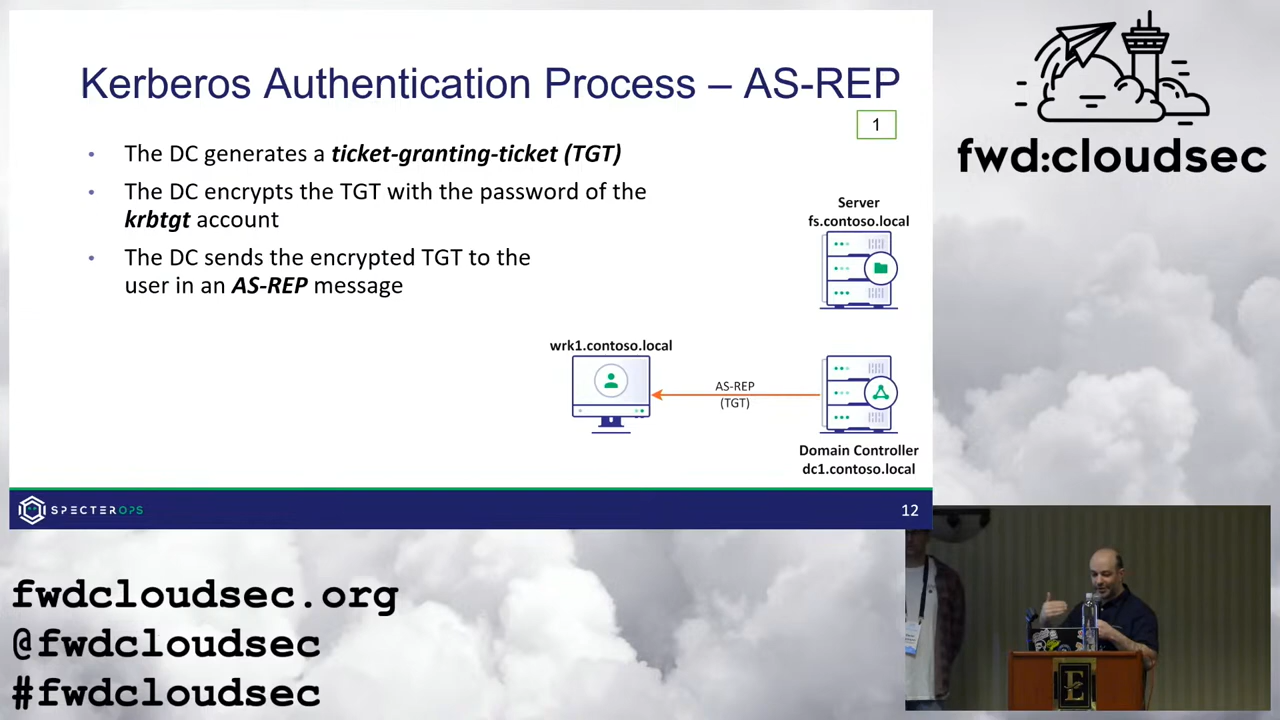 Kerberos Authentication Process – AS-REP
1
• The DC generates a ticket-granting-ticket (TGT)
• The DC encrypts the TGT with the password of the
krbtgt account
• The DC sends the encrypted TGT to the
user in an AS-REP message
Server
fs.contoso.local
wrk1.contoso.local
AS-REP
(TGT)
Domain Controller
dc1.contoso.local
SPECTEROPS
12
fwd:cloudsec
fwdcloudsec.org
@fwdcloudsec
#fwdcloudsec
E